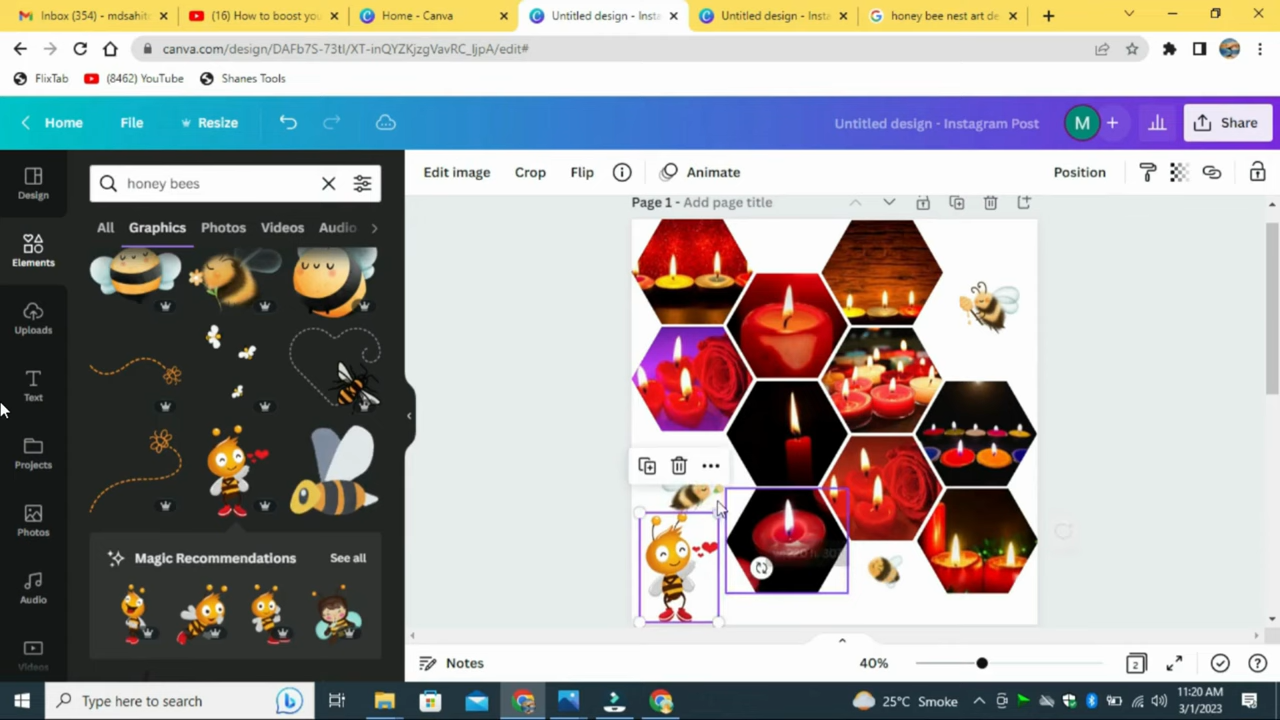 Inbox (354) - mdsahit
(16) How to boost you
Home - Canva
Untitled design - Insta
Untitled design - Insta
honey bee nest art de
canva.com/design/DAFb7S-73tI/XT-inQYZKjzgVavRC_ljpA/edit#
FlixTab
(8462) YouTube
Shanes Tools
Home
File
Resize
Untitled design - Instagram Post
M
Share
Design
Elements
Uploads
Text
Projects
Photos
Audio
Videos
honey bees
All
Graphics
Photos
Videos
Audio
Magic Recommendations
See all
Edit image
Crop
Flip
Animate
Position
Page 1 - Add page title
Notes
40%
2
Type here to search
25°C Smoke
11:20 AM
3/1/2023